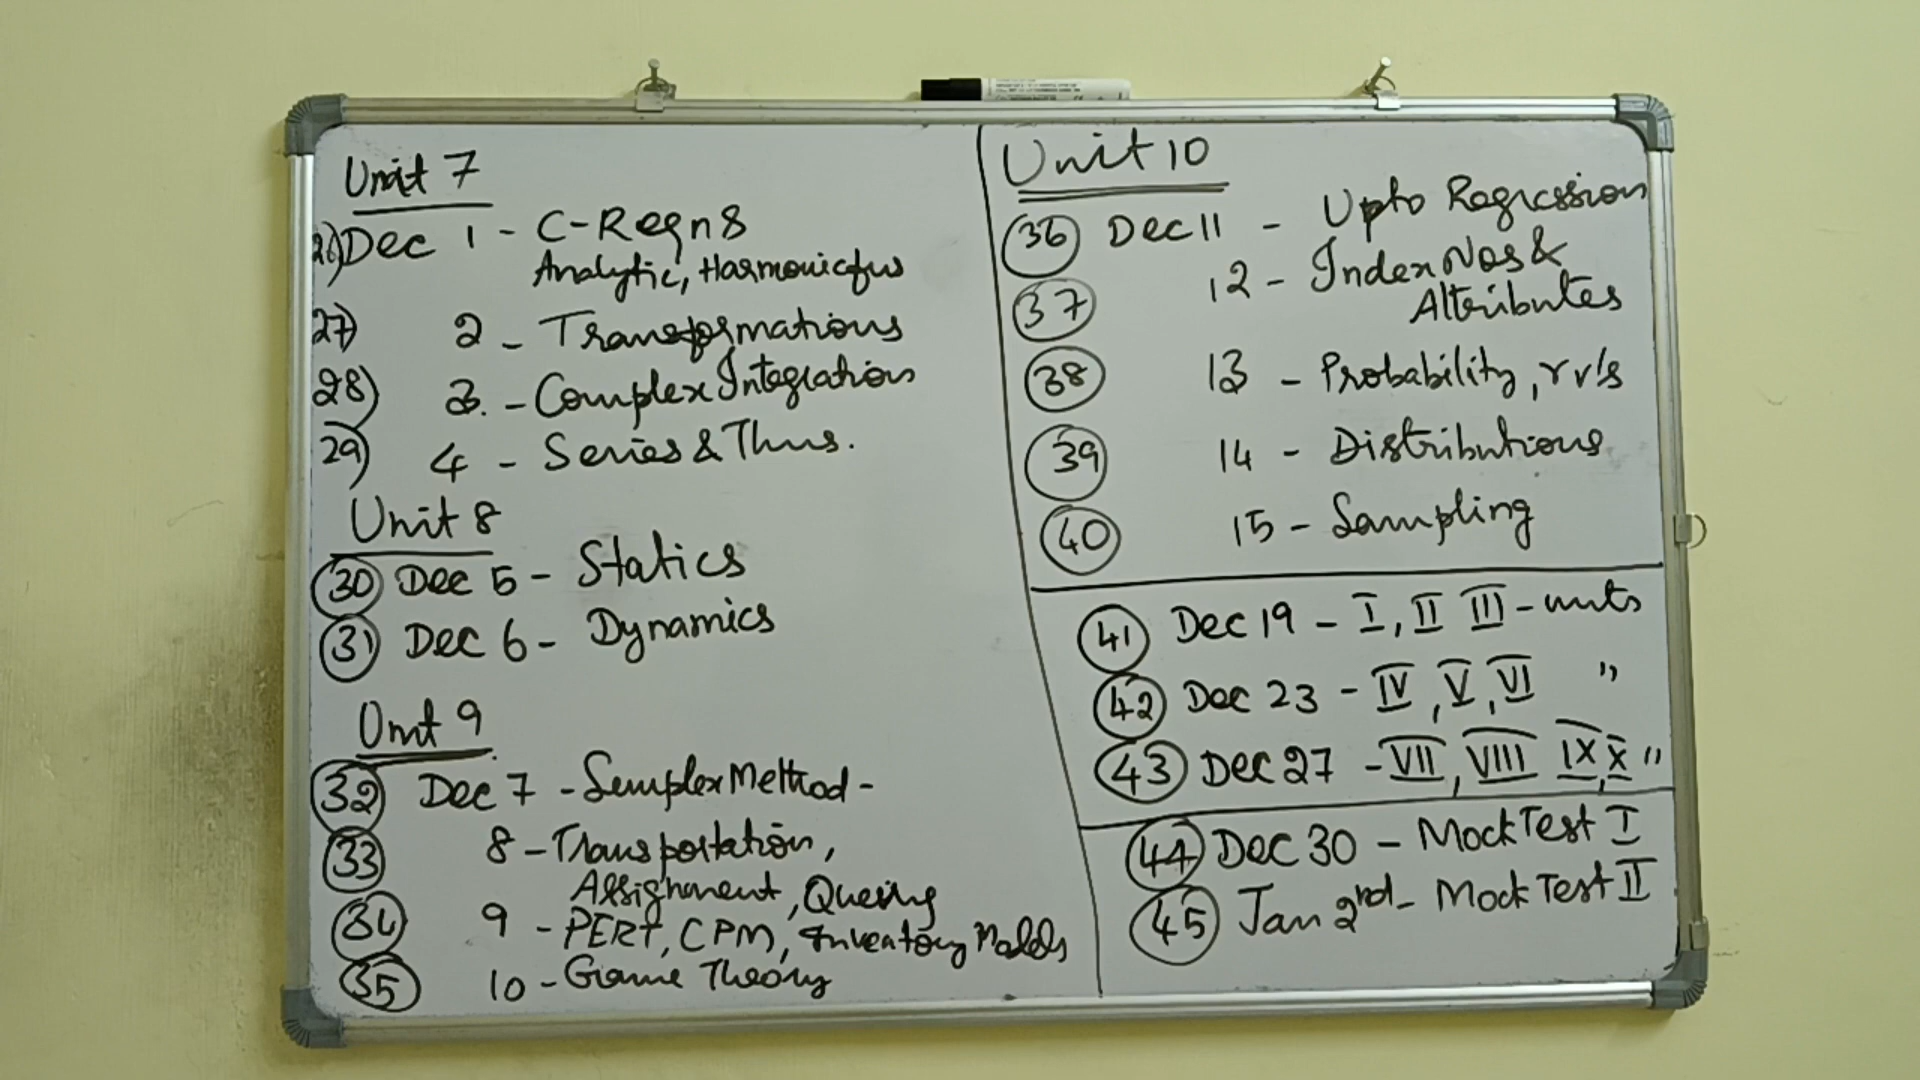 Unit 7
26) Dec 1 - C-R eqns
Analytic, Harmonic fns
27) 2 - Transformations
28) 3. - Complex Integration
29) 4 - Series & Thms.
Unit 8
30 Dec 5 - Statics
31 Dec 6 - Dynamics
Unit 9
32 Dec 7 - Simplex Method -
33 8 - Transportation,
Assignment, Queing
34 9 - PERT, CPM, Inventory Models
35 10 - Game Theory
Unit 10
36 Dec 11 - Upto Regression
37 12 - Index Nos &
Attributes
38 13 - Probability, rv's
39 14 - Distributions
40 15 - Sampling
41 Dec 19 - I, II III - units
42 Dec 23 - IV, V, VI "
43 Dec 27 - VII, VIII IX, X "
44 Dec 30 - Mock Test I
45 Jan 2nd - Mock Test II